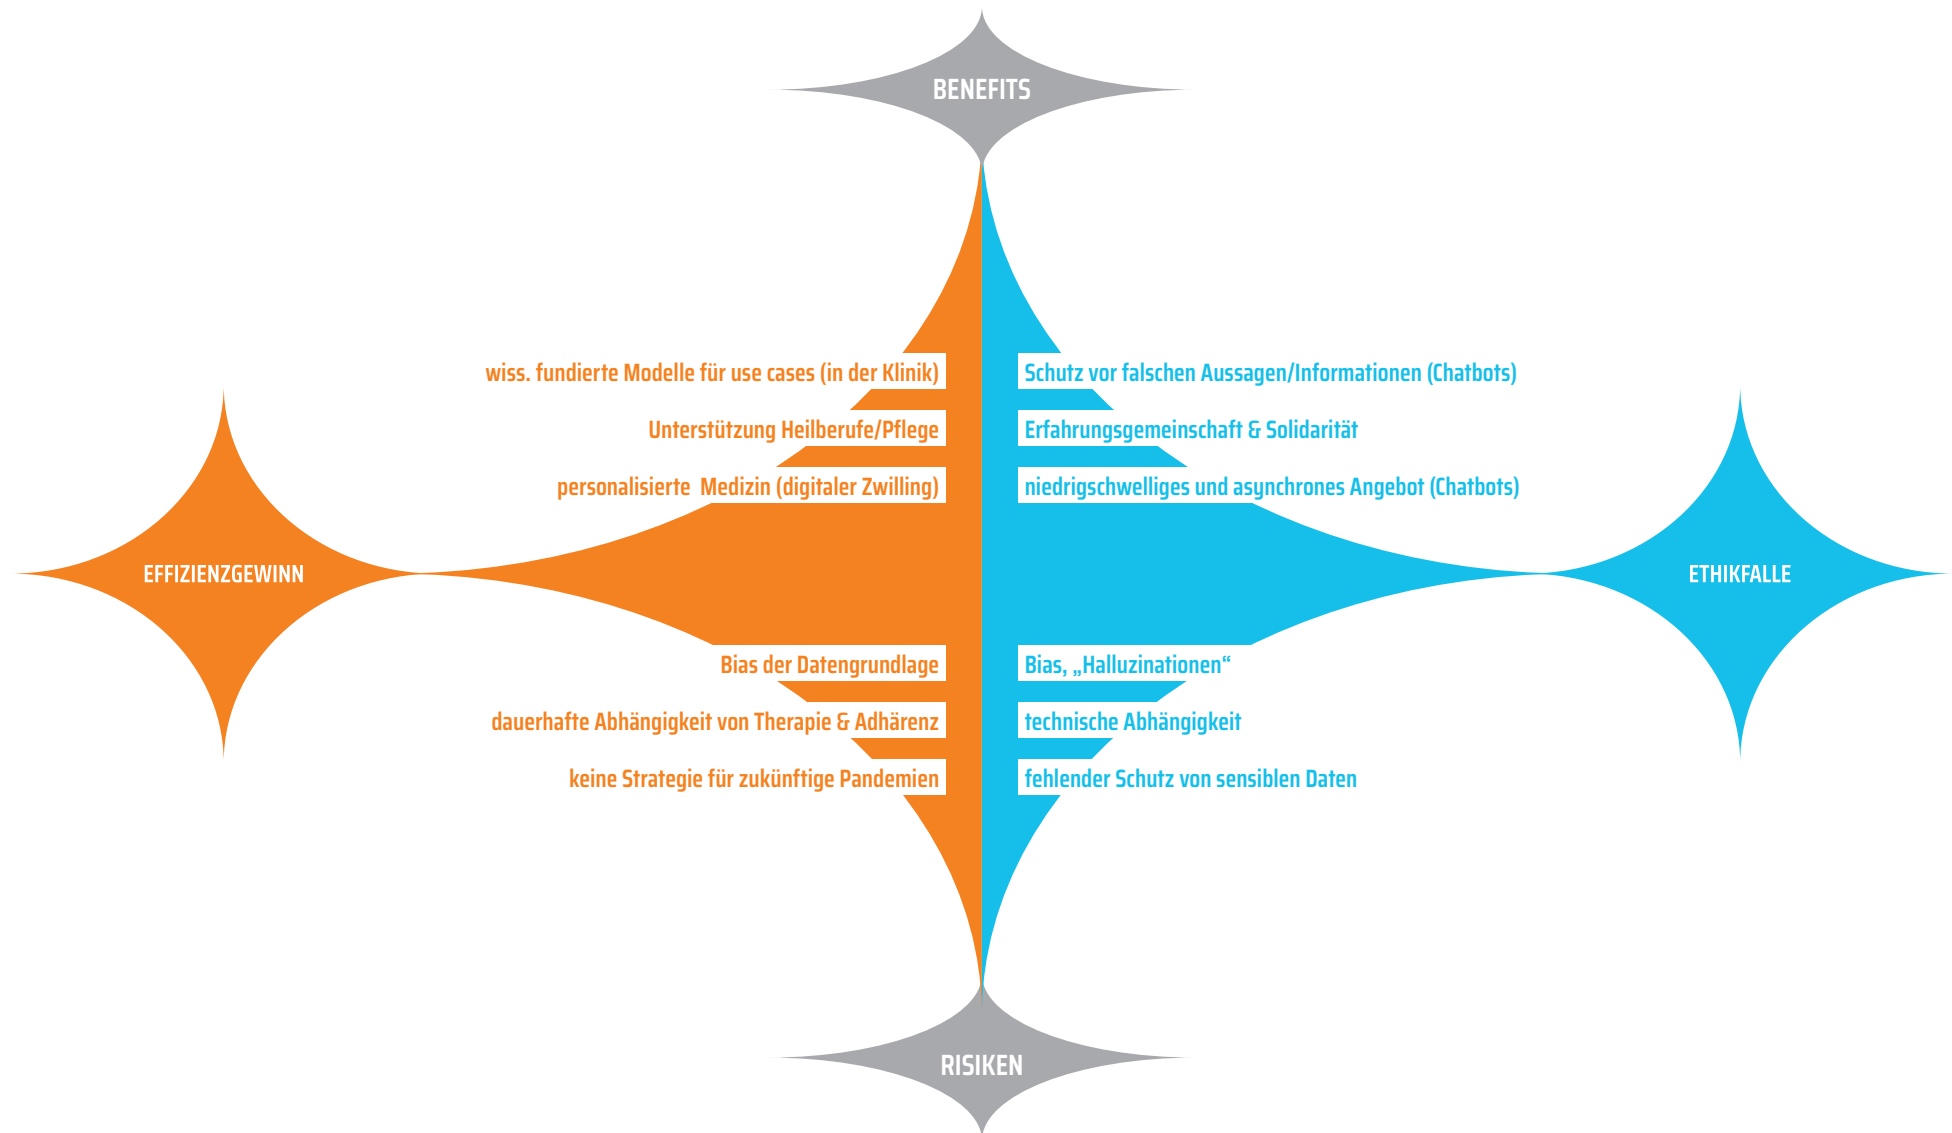 BENEFITS
wiss. fundierte Modelle für use cases (in der Klinik)
Unterstützung Heilberufe/Pflege
personalisierte Medizin (digitaler Zwilling)
Schutz vor falschen Aussagen/Informationen (Chatbots)
Erfahrungsgemeinschaft & Solidarität
niedrigschwelliges und asynchrones Angebot (Chatbots)
EFFIZIENZGEWINN
ETHIKFALLE
Bias der Datengrundlage
dauerhafte Abhängigkeit von Therapie & Adhärenz
keine Strategie für zukünftige Pandemien
Bias, „Halluzinationen“
technische Abhängigkeit
fehlender Schutz von sensiblen Daten
RISIKEN